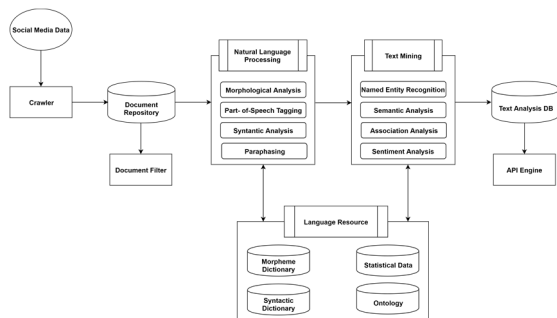 Social Media Data
Crawler
Document
Repository
Document Filter
Natural Language
Processing
Morphological Analysis
Part- of-Speech Tagging
Syntantic Analysis
Paraphasing
Text Mining
Named Entity Recognition
Semantic Analysis
Association Analysis
Sentiment Analysis
Text Analysis DB
API Engine
Language Resource
Morpheme
Dictionary
Statistical Data
Syntactic
Dictionary
Ontology